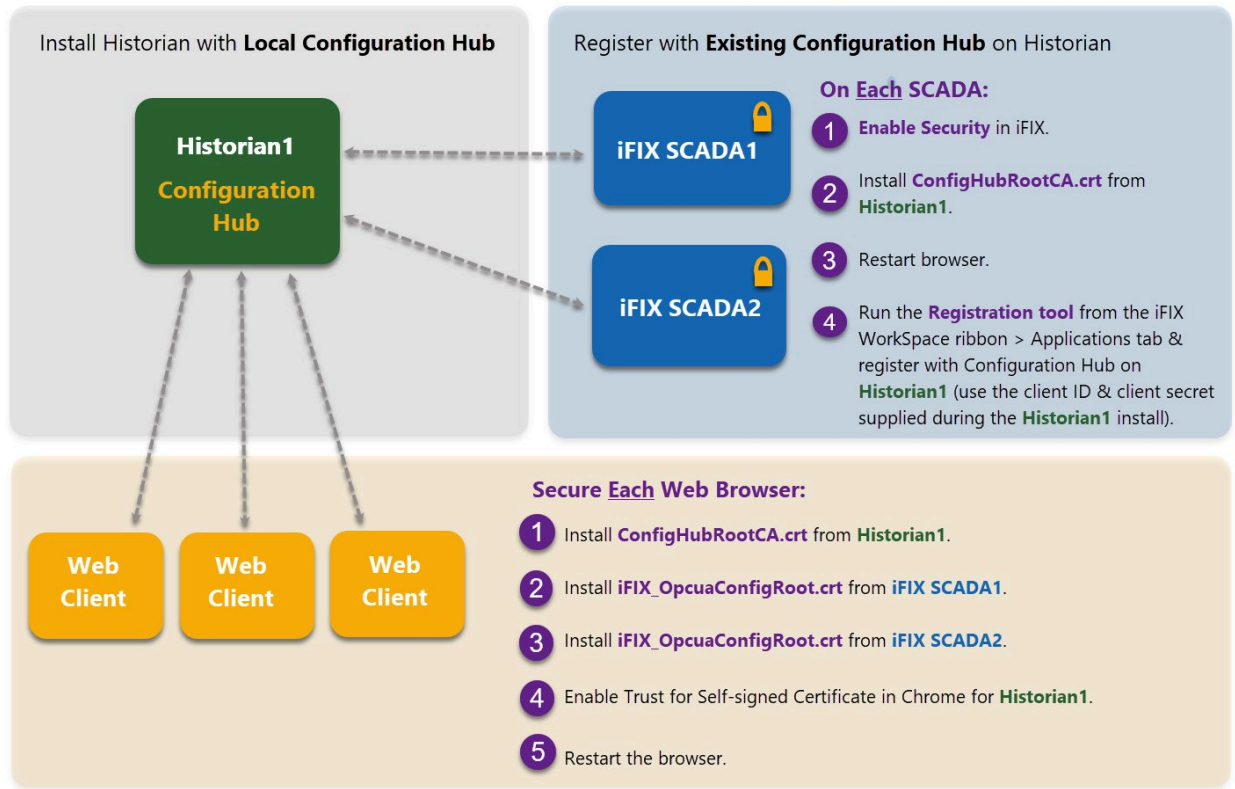 Install Historian with Local Configuration Hub
Historian1
Configuration
Hub
Register with Existing Configuration Hub on Historian
iFIX SCADA1
iFIX SCADA2
On Each SCADA:
1 Enable Security in iFIX.
2 Install ConfigHubRootCA.crt from
Historian1.
3 Restart browser.
4 Run the Registration tool from the iFIX
WorkSpace ribbon > Applications tab &
register with Configuration Hub on
Historian1 (use the client ID & client secret
supplied during the Historian1 install).
Web
Client
Web
Client
Web
Client
Secure Each Web Browser:
1 Install ConfigHubRootCA.crt from Historian1.
2 Install iFIX_OpcuaConfigRoot.crt from iFIX SCADA1.
3 Install iFIX_OpcuaConfigRoot.crt from iFIX SCADA2.
4 Enable Trust for Self-signed Certificate in Chrome for Historian1.
5 Restart the browser.